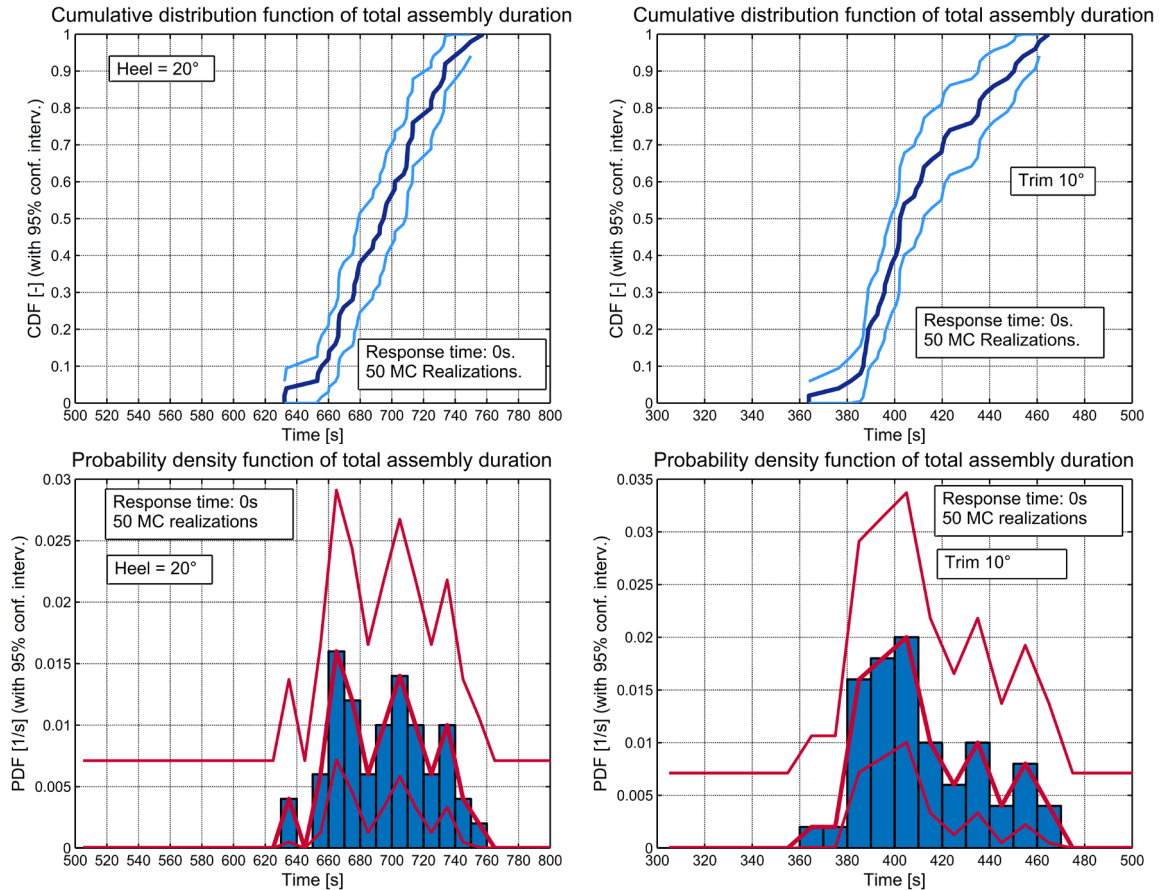 Cumulative distribution function of total assembly duration
CDF [-] (with 95% conf. interv.)
1
0.9
0.8
0.7
0.6
0.5
0.4
0.3
0.2
0.1
0
Heel = 20°
Response time: 0s.
50 MC Realizations.
500 520 540 560 580 600 620 640 660 680 700 720 740 760 780 800
Time [s]
Cumulative distribution function of total assembly duration
CDF [-] (with 95% conf. interv.)
1
0.9
0.8
0.7
0.6
0.5
0.4
0.3
0.2
0.1
0
Trim 10°
Response time: 0s.
50 MC Realizations.
300 320 340 360 380 400 420 440 460 480 500
Time [s]
Probability density function of total assembly duration
PDF [1/s] (with 95% conf. interv.)
0.03
0.025
0.02
0.015
0.01
0.005
0
Response time: 0s
50 MC realizations
Heel = 20°
500 520 540 560 580 600 620 640 660 680 700 720 740 760 780 800
Time [s]
Probability density function of total assembly duration
PDF [1/s] (with 95% conf. interv.)
0.035
0.03
0.025
0.02
0.015
0.01
0.005
0
Response time: 0s
50 MC realizations
Trim 10°
300 320 340 360 380 400 420 440 460 480 500
Time [s]